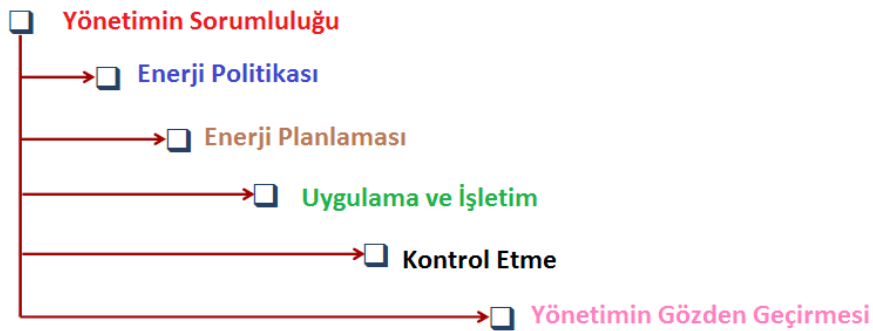 Yönetimin Sorumluluğu
Enerji Politikası
Enerji Planlaması
Uygulama ve İşletim
Kontrol Etme
Yönetimin Gözden Geçirmesi